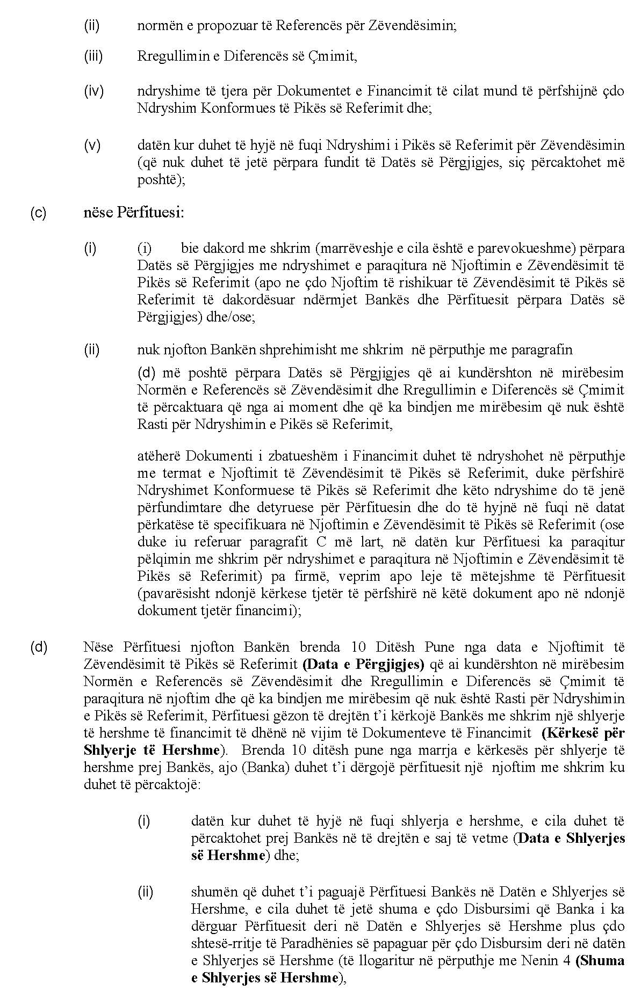 (ii) normën e propozuar të Referencës për Zëvendësimin;
(iii) Rregullimin e Diferencës së Çmimit,
(iv) ndryshime të tjera për Dokumentet e Financimit të cilat mund të përfshijnë çdo
Ndryshim Konformues të Pikës së Referimit dhe;
(v) datën kur duhet të hyjë në fuqi Ndryshimi i Pikës së Referimit për Zëvendësimin
(që nuk duhet të jetë përpara fundit të Datës së Përgjigjes, siç përcaktohet më
poshtë);
(c) nëse Përfituesi:
(i) (i) bie dakord me shkrim (marrëveshje e cila është e parevokueshme) përpara
Datës së Përgjigjes me ndryshimet e paraqitura në Njoftimin e Zëvendësimit të
Pikës së Referimit (apo ne çdo Njoftim të rishikuar të Zëvendësimit të Pikës së
Referimit të dakordësuar ndërmjet Bankës dhe Përfituesit përpara Datës së
Përgjigjes) dhe/ose;
(ii) nuk njofton Bankën shprehimisht me shkrim  në përputhje me paragrafin
(d) më poshtë përpara Datës së Përgjigjes që ai kundërshton në mirëbesim
Normën e Referencës së Zëvendësimit dhe Rregullimin e Diferencës së Çmimit
të përcaktuara që nga ai moment dhe që ka bindjen me mirëbesim që nuk është
Rasti për Ndryshimin e Pikës së Referimit,
atëherë Dokumenti i zbatueshëm i Financimit duhet të ndryshohet në përputhje
me termat e Njoftimit të Zëvendësimit të Pikës së Referimit, duke përfshirë
Ndryshimet Konformuese të Pikës së Referimit dhe këto ndryshime do të jenë
përfundimtare dhe detyruese për Përfituesin dhe do të hyjnë në fuqi në datat
përkatëse të specifikuara në Njoftimin e Zëvendësimit të Pikës së Referimit (ose
duke iu referuar paragrafit C më lart, në datën kur Përfituesi ka paraqitur
pëlqimin me shkrim për ndryshimet e paraqitura në Njoftimin e Zëvendësimit të
Pikës së Referimit) pa firmë, veprim apo leje të mëtejshme të Përfituesit
(pavarësisht ndonjë kërkese tjetër të përfshirë në këtë dokument apo në ndonjë
dokument tjetër financimi);
(d) Nëse Përfituesi njofton Bankën brenda 10 Ditësh Pune nga data e Njoftimit të
Zëvendësimit të Pikës së Referimit (Data e Përgjigjes) që ai kundërshton në mirëbesim
Normën e Referencës së Zëvendësimit dhe Rregullimin e Diferencës së Çmimit të
paraqitura në njoftim dhe që ka bindjen me mirëbesim që nuk është Rasti për Ndryshimin
e Pikës së Referimit, Përfituesi gëzon të drejtën t’i kërkojë Bankës me shkrim një shlyerje
të hershme të financimit të dhënë në vijim të Dokumenteve të Financimit  (Kërkesë për
Shlyerje të Hershme).  Brenda 10 ditësh pune nga marrja e kërkesës për shlyerje të
hershme prej Bankës, ajo (Banka) duhet t’i dërgojë përfituesit një  njoftim me shkrim ku
duhet të përcaktojë:
(i) datën kur duhet të hyjë në fuqi shlyerja e hershme, e cila duhet të
përcaktohet prej Bankës në të drejtën e saj të vetme (Data e Shlyerjes
së Hershme) dhe;
(ii) shumën që duhet t’i paguajë Përfituesi Bankës në Datën e Shlyerjes së
Hershme, e cila duhet të jetë shuma e çdo Disbursimi që Banka i ka
dërguar Përfituesit deri në Datën e Shlyerjes së Hershme plus çdo
shtesë-rritje të Paradhënies së papaguar për çdo Disbursim deri në datën
e Shlyerjes së Hershme (të llogaritur në përputhje me Nenin 4 (Shuma
e Shlyerjes së Hershme),